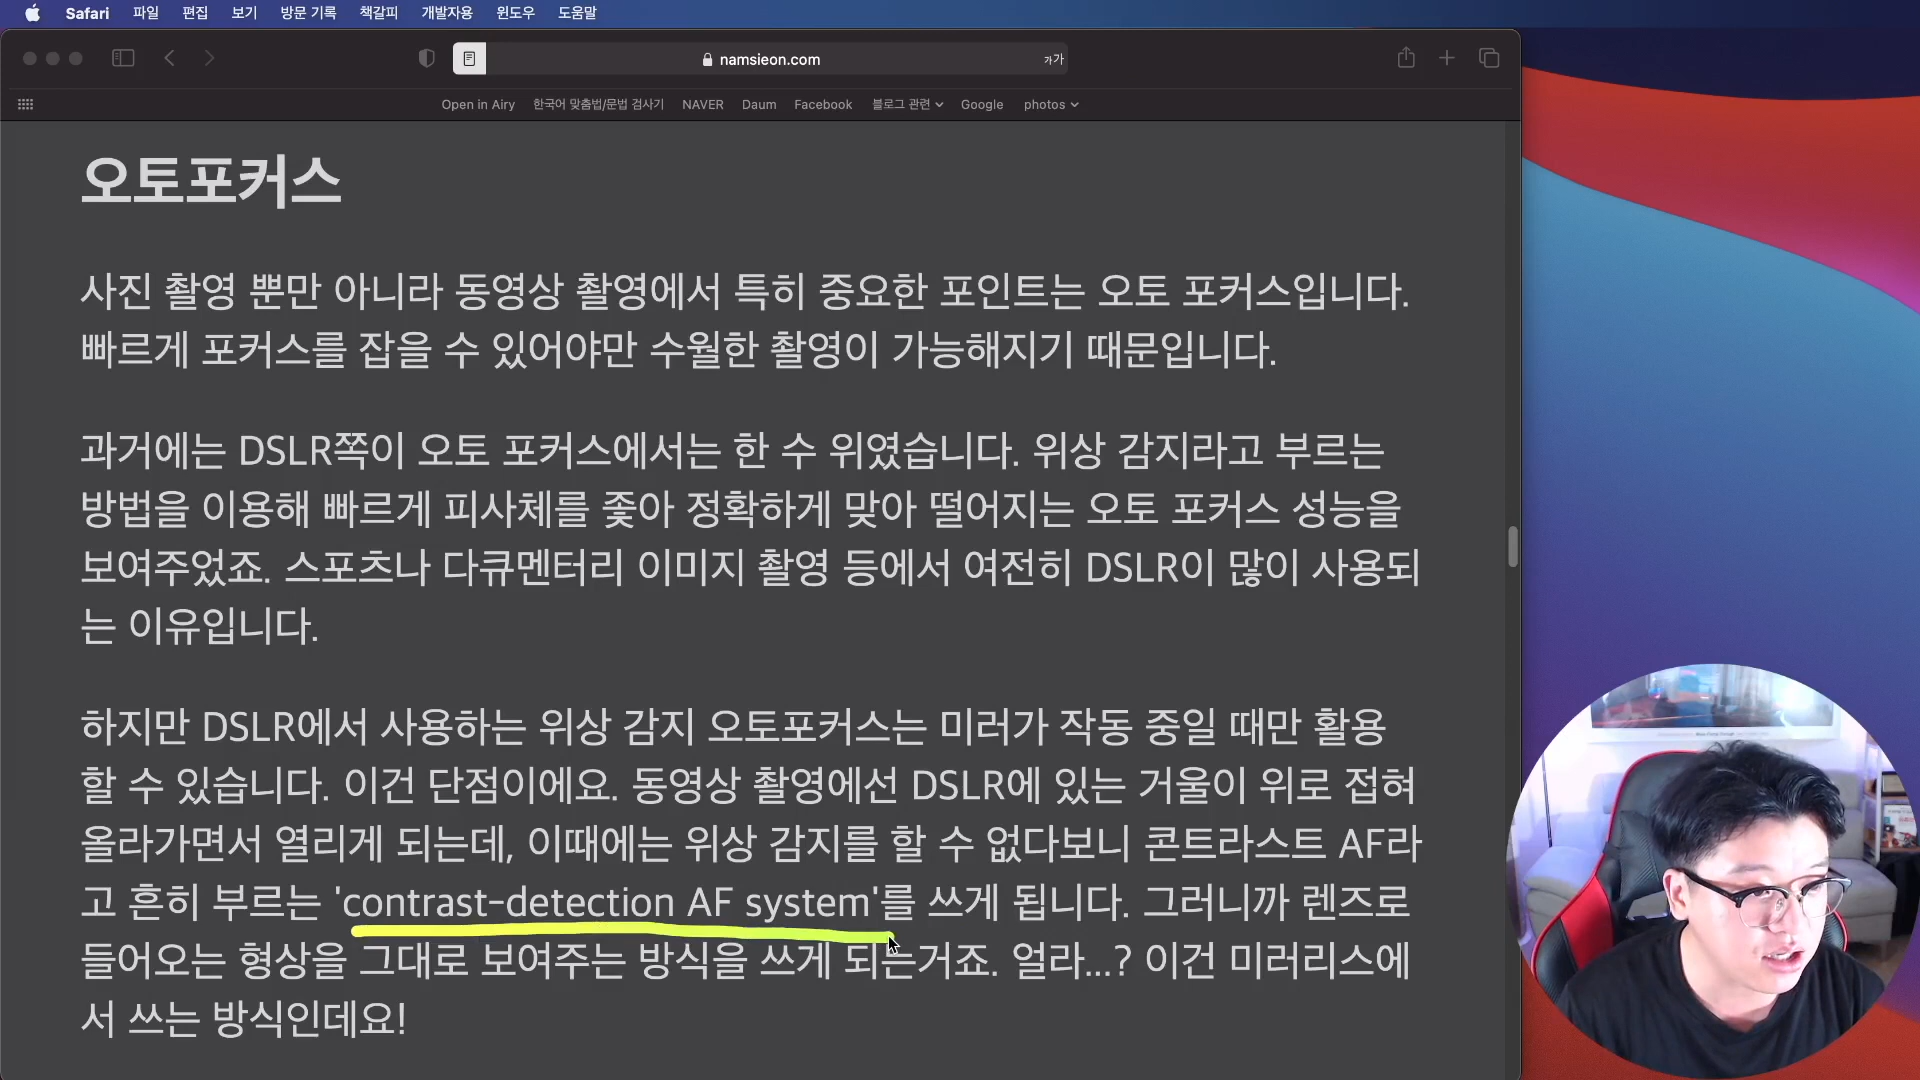 Safari 파일 편집 보기 방문 기록 책갈피 개발자용 윈도우 도움말
namsieon.com
가가
Open in Airy 한국어 맞춤법/문법 검사기 NAVER Daum Facebook 블로그 관련 Google photos
오토포커스
사진 촬영 뿐만 아니라 동영상 촬영에서 특히 중요한 포인트는 오토 포커스입니다.
빠르게 포커스를 잡을 수 있어야만 수월한 촬영이 가능해지기 때문입니다.
과거에는 DSLR쪽이 오토 포커스에서는 한 수 위였습니다. 위상 감지라고 부르는
방법을 이용해 빠르게 피사체를 좇아 정확하게 맞아 떨어지는 오토 포커스 성능을
보여주었죠. 스포츠나 다큐멘터리 이미지 촬영 등에서 여전히 DSLR이 많이 사용되
는 이유입니다.
하지만 DSLR에서 사용하는 위상 감지 오토포커스는 미러가 작동 중일 때만 활용
할 수 있습니다. 이건 단점이에요. 동영상 촬영에선 DSLR에 있는 거울이 위로 접혀
올라가면서 열리게 되는데, 이때에는 위상 감지를 할 수 없다보니 콘트라스트 AF라
고 흔히 부르는 'contrast-detection AF system'를 쓰게 됩니다. 그러니까 렌즈로
들어오는 형상을 그대로 보여주는 방식을 쓰게 되는거죠. 얼라...? 이건 미러리스에
서 쓰는 방식인데요!